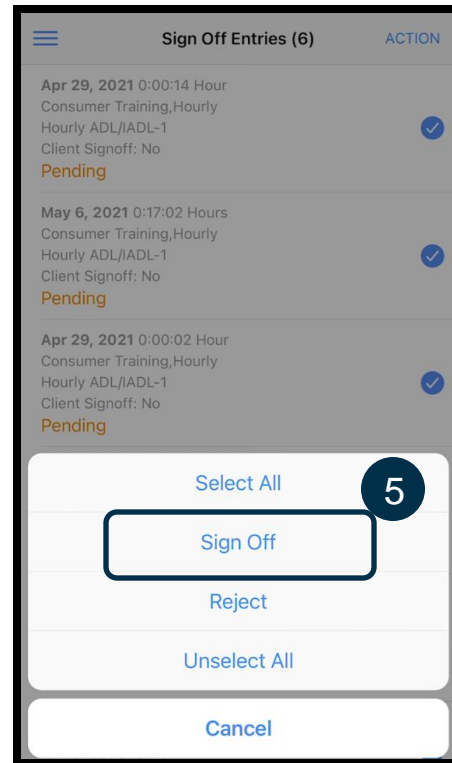 Sign Off Entries (6)
ACTION
Apr 29, 2021 0:00:14 Hour
Consumer Training,Hourly
Hourly ADL/IADL-1
Client Signoff: No
Pending
May 6, 2021 0:17:02 Hours
Consumer Training,Hourly
Hourly ADL/IADL-1
Client Signoff: No
Pending
Apr 29, 2021 0:00:02 Hour
Consumer Training,Hourly
Hourly ADL/IADL-1
Client Signoff: No
Pending
Select All
5
Sign Off
Reject
Unselect All
Cancel